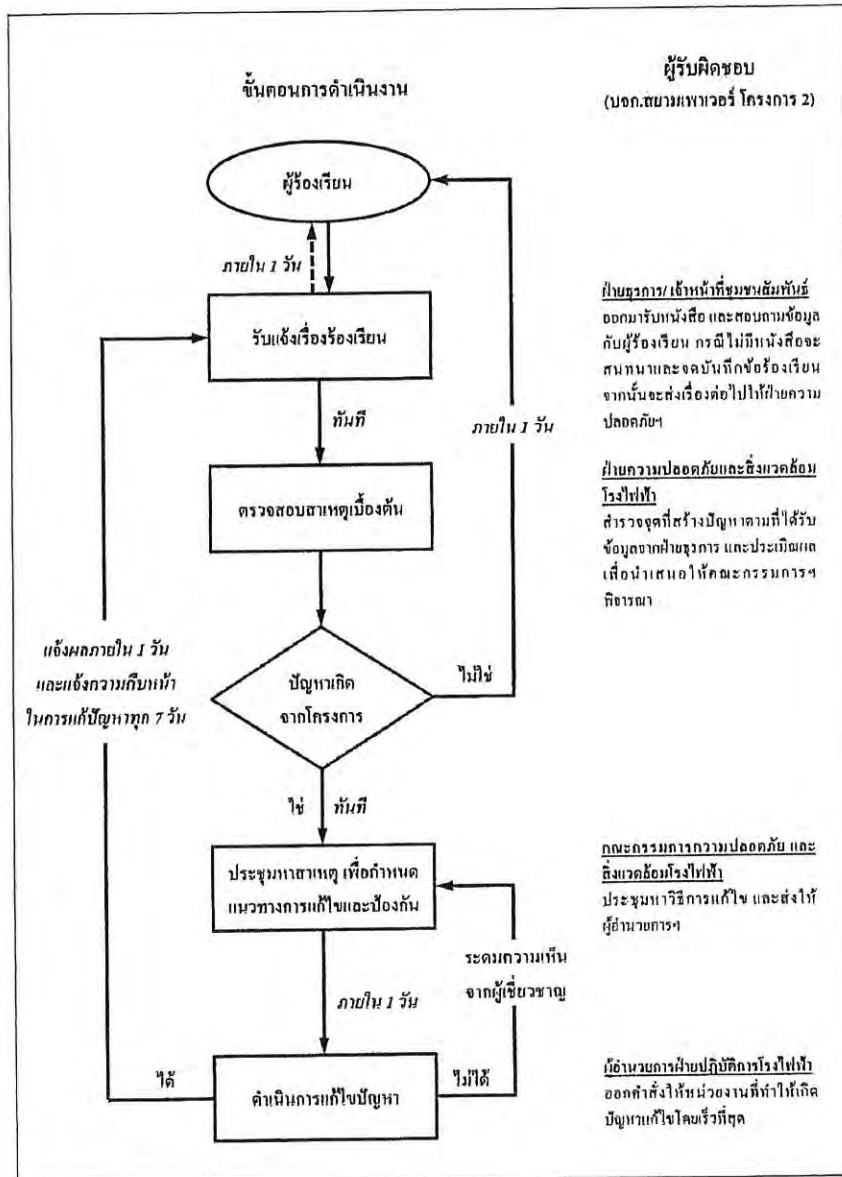 ขั้นตอนการดำเนินงาน
ผู้รับผิดชอบ
(บจก.สยามเพาเวอร์ โครงการ 2)
ผู้ร้องเรียน
ภายใน 1 วัน
รับแจ้งเรื่องร้องเรียน
ทันที
ตรวจสอบสาเหตุเบื้องต้น
ปัญหาเกิด
จากโครงการ
ไม่ใช่
ภายใน 1 วัน
ใช่
ทันที
ประชุมหาสาเหตุ เพื่อกำหนด
แนวทางการแก้ไขและป้องกัน
ภายใน 1 วัน
ระดมความเห็น
จากผู้เชี่ยวชาญ
ดำเนินการแก้ไขปัญหา
ได้
ไม่ได้
แจ้งผลภายใน 1 วัน
และแจ้งความคืบหน้า
ในการแก้ปัญหาทุก 7 วัน
ฝ่ายธุรการ/เจ้าหน้าที่ชุมชนสัมพันธ์
ออกมารับหนังสือ และสอบถามข้อมูล
กับผู้ร้องเรียน กรณีไม่มีหนังสือจะ
สนทนาและจดบันทึกข้อร้องเรียน
จากนั้นจะส่งเรื่องต่อไปให้ฝ่ายความ
ปลอดภัยฯ
ฝ่ายความปลอดภัยและสิ่งแวดล้อม
โรงไฟฟ้า
สำรวจจุดที่สร้างปัญหาตามที่ได้รับ
ข้อมูลจากฝ่ายธุรการ และประเมินผล
เพื่อนำเสนอให้คณะกรรมการฯ
พิจารณา
คณะกรรมการความปลอดภัย และ
สิ่งแวดล้อมโรงไฟฟ้า
ประชุมหาวิธีการแก้ไข และส่งให้
ผู้อำนวยการฯ
ผู้อำนวยการฝ่ายปฏิบัติการโรงไฟฟ้า
ออกคำสั่งให้หน่วยงานที่ทำให้เกิด
ปัญหาแก้ไขโดยเร็วที่สุด